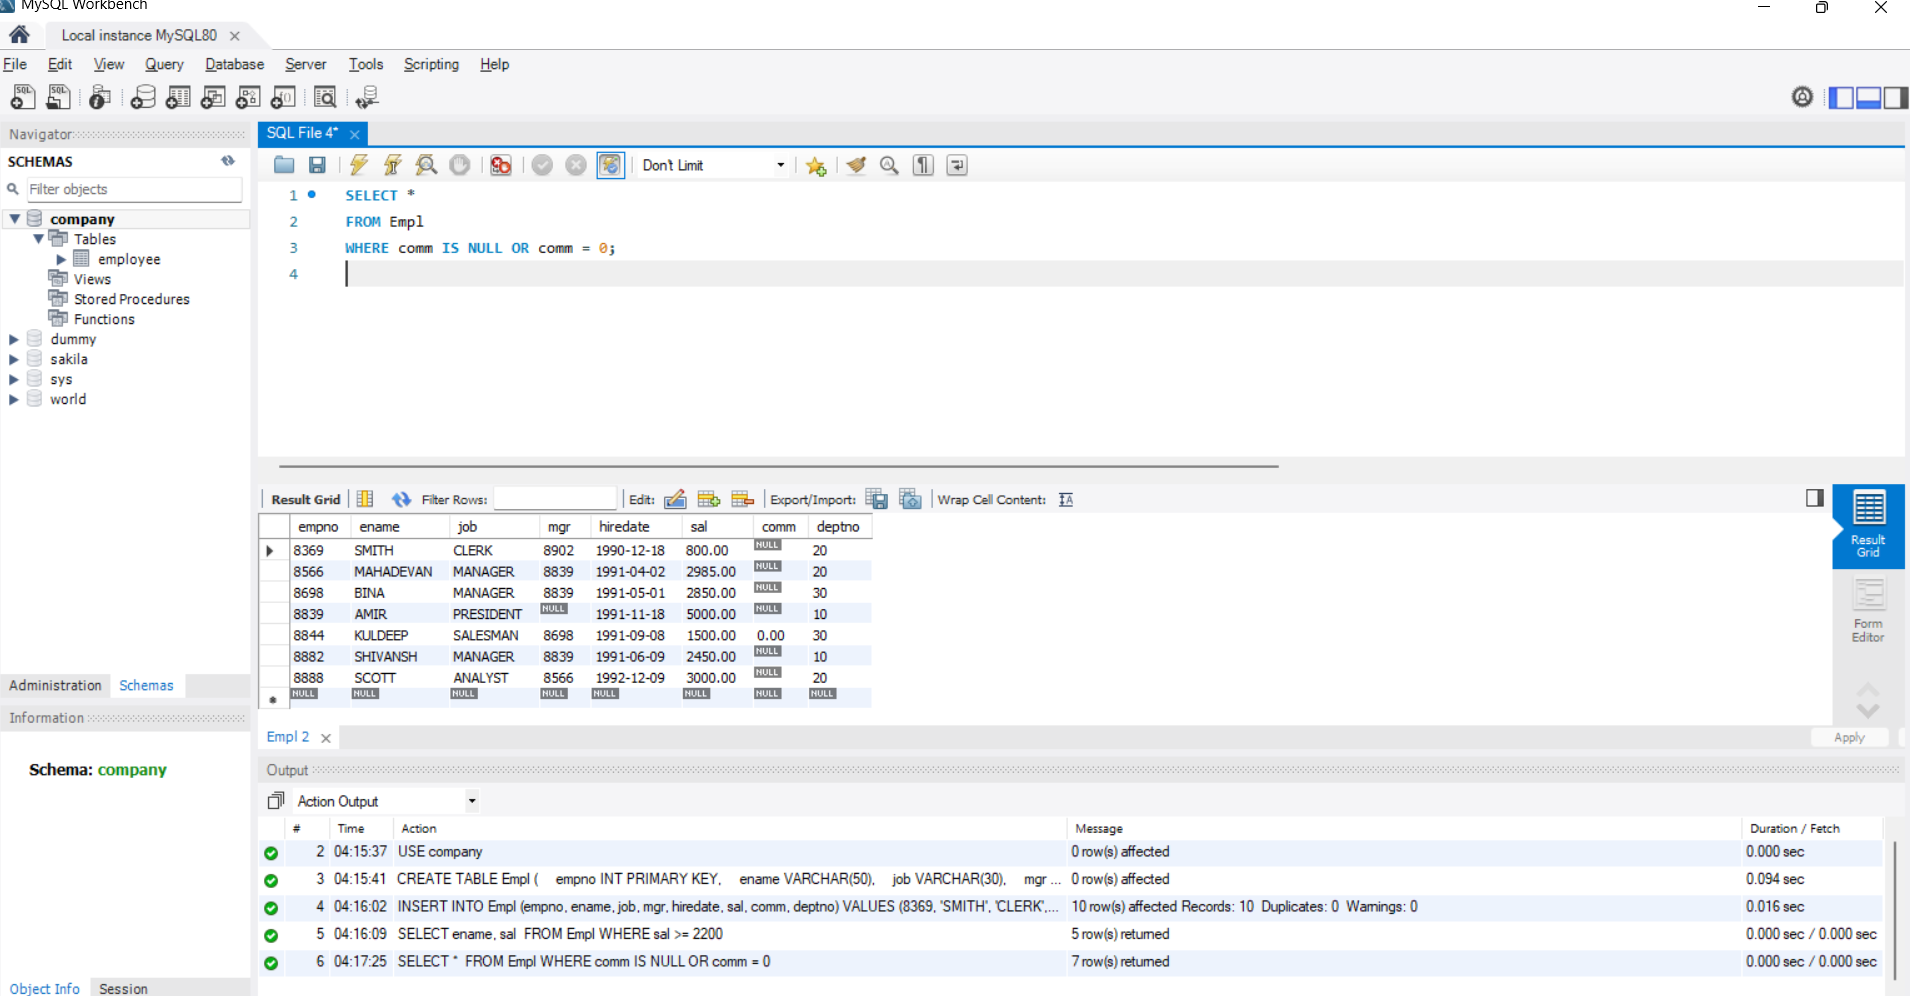 MySQL Workbench
Local instance MySQL80
File Edit View Query Database Server Tools Scripting Help
Navigator
SCHEMAS
Filter objects
company
Tables
employee
Views
Stored Procedures
Functions
dummy
sakila
sys
world
Administration Schemas
Information
Schema: company
Object Info Session
SQL File 4*
Don't Limit
1 SELECT *
2 FROM Empl
3 WHERE comm IS NULL OR comm = 0;
4
Result Grid Filter Rows: Edit: Export/Import: Wrap Cell Content:
empno ename job mgr hiredate sal comm deptno
8369 SMITH CLERK 8902 1990-12-18 800.00 NULL 20
8566 MAHADEVAN MANAGER 8839 1991-04-02 2985.00 NULL 20
8698 BINA MANAGER 8839 1991-05-01 2850.00 NULL 30
8839 AMIR PRESIDENT NULL 1991-11-18 5000.00 NULL 10
8844 KULDEEP SALESMAN 8698 1991-09-08 1500.00 0.00 30
8882 SHIVANSH MANAGER 8839 1991-06-09 2450.00 NULL 10
8888 SCOTT ANALYST 8566 1992-12-09 3000.00 NULL 20
NULL NULL NULL NULL NULL NULL NULL NULL
Result
Grid
Form
Editor
Empl 2
Apply
Output
Action Output
# Time Action Message Duration / Fetch
2 04:15:37 USE company 0 row(s) affected 0.000 sec
3 04:15:41 CREATE TABLE Empl ( empno INT PRIMARY KEY, ename VARCHAR(50), job VARCHAR(30), mgr ... 0 row(s) affected 0.094 sec
4 04:16:02 INSERT INTO Empl (empno, ename, job, mgr, hiredate, sal, comm, deptno) VALUES (8369, 'SMITH', 'CLERK',... 10 row(s) affected Records: 10 Duplicates: 0 Warnings: 0 0.016 sec
5 04:16:09 SELECT ename, sal FROM Empl WHERE sal >= 2200 5 row(s) returned 0.000 sec / 0.000 sec
6 04:17:25 SELECT * FROM Empl WHERE comm IS NULL OR comm = 0 7 row(s) returned 0.000 sec / 0.000 sec